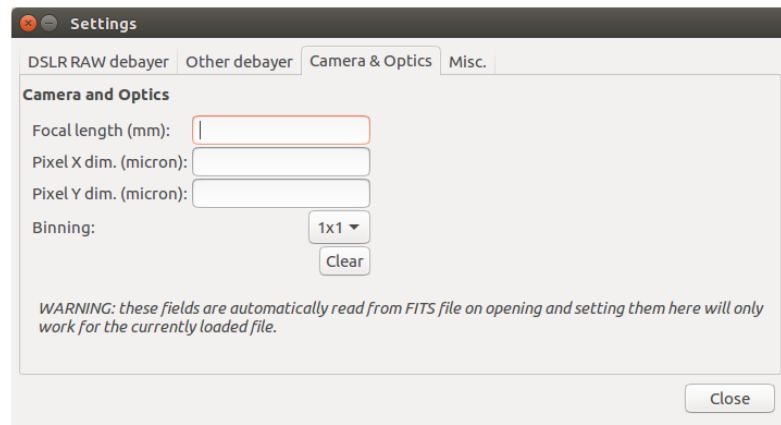 Settings
DSLR RAW debayer Other debayer Camera & Optics Misc.
Camera and Optics
Focal length (mm):
Pixel X dim. (micron):
Pixel Y dim. (micron):
Binning: 1x1
Clear
WARNING: these fields are automatically read from FITS file on opening and setting them here will only
work for the currently loaded file.
Close